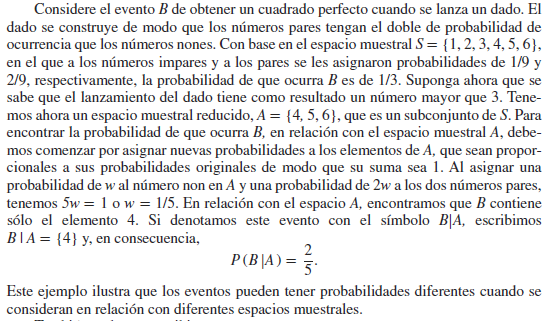 Considere el evento B de obtener un cuadrado perfecto cuando se lanza un dado. El
dado se construye de modo que los números pares tengan el doble de probabilidad de
ocurrencia que los números nones. Con base en el espacio muestral S = {1, 2, 3, 4, 5, 6},
en el que a los números impares y a los pares se les asignaron probabilidades de 1/9 y
2/9, respectivamente, la probabilidad de que ocurra B es de 1/3. Suponga ahora que se
sabe que el lanzamiento del dado tiene como resultado un número mayor que 3. Tene-
mos ahora un espacio muestral reducido, A = {4, 5, 6}, que es un subconjunto de S. Para
encontrar la probabilidad de que ocurra B, en relación con el espacio muestral A, debe-
mos comenzar por asignar nuevas probabilidades a los elementos de A, que sean propor-
cionales a sus probabilidades originales de modo que su suma sea 1. Al asignar una
probabilidad de w al número non en A y una probabilidad de 2w a los dos números pares,
tenemos 5w = 1 o w = 1/5. En relación con el espacio A, encontramos que B contiene
sólo el elemento 4. Si denotamos este evento con el símbolo B|A, escribimos
B | A = {4} y, en consecuencia,
P(B|A) = 2/5.
Este ejemplo ilustra que los eventos pueden tener probabilidades diferentes cuando se
consideran en relación con diferentes espacios muestrales.